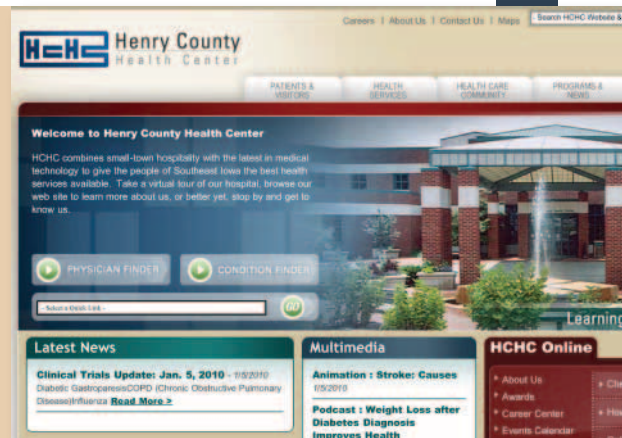 Careers | About Us | Contact Us | Maps
- Search HCHC Website &
HCHC Henry County
Health Center
PATIENTS &
VISITORS
HEALTH
SERVICES
HEALTH CARE
COMMUNITY
PROGRAMS &
NEWS
Welcome to Henry County Health Center
HCHC combines small-town hospitality with the latest in medical
technology to give the people of Southeast Iowa the best health
services available. Take a virtual tour of our hospital, browse our
web site to learn more about us, or better yet, stop by and get to
know us.
PHYSICIAN FINDER
CONDITION FINDER
- Select a Quick Link -
GO
Learning
Latest News
Clinical Trials Update: Jan. 5, 2010 - 1/5/2010
Diabetic GastroparesisCOPD (Chronic Obstructive Pulmonary
Disease)Influenza Read More >
Multimedia
Animation : Stroke: Causes
1/5/2010
Podcast : Weight Loss after
Diabetes Diagnosis
Improves Health
HCHC Online
About Us
Awards
Career Center
Events Calendar